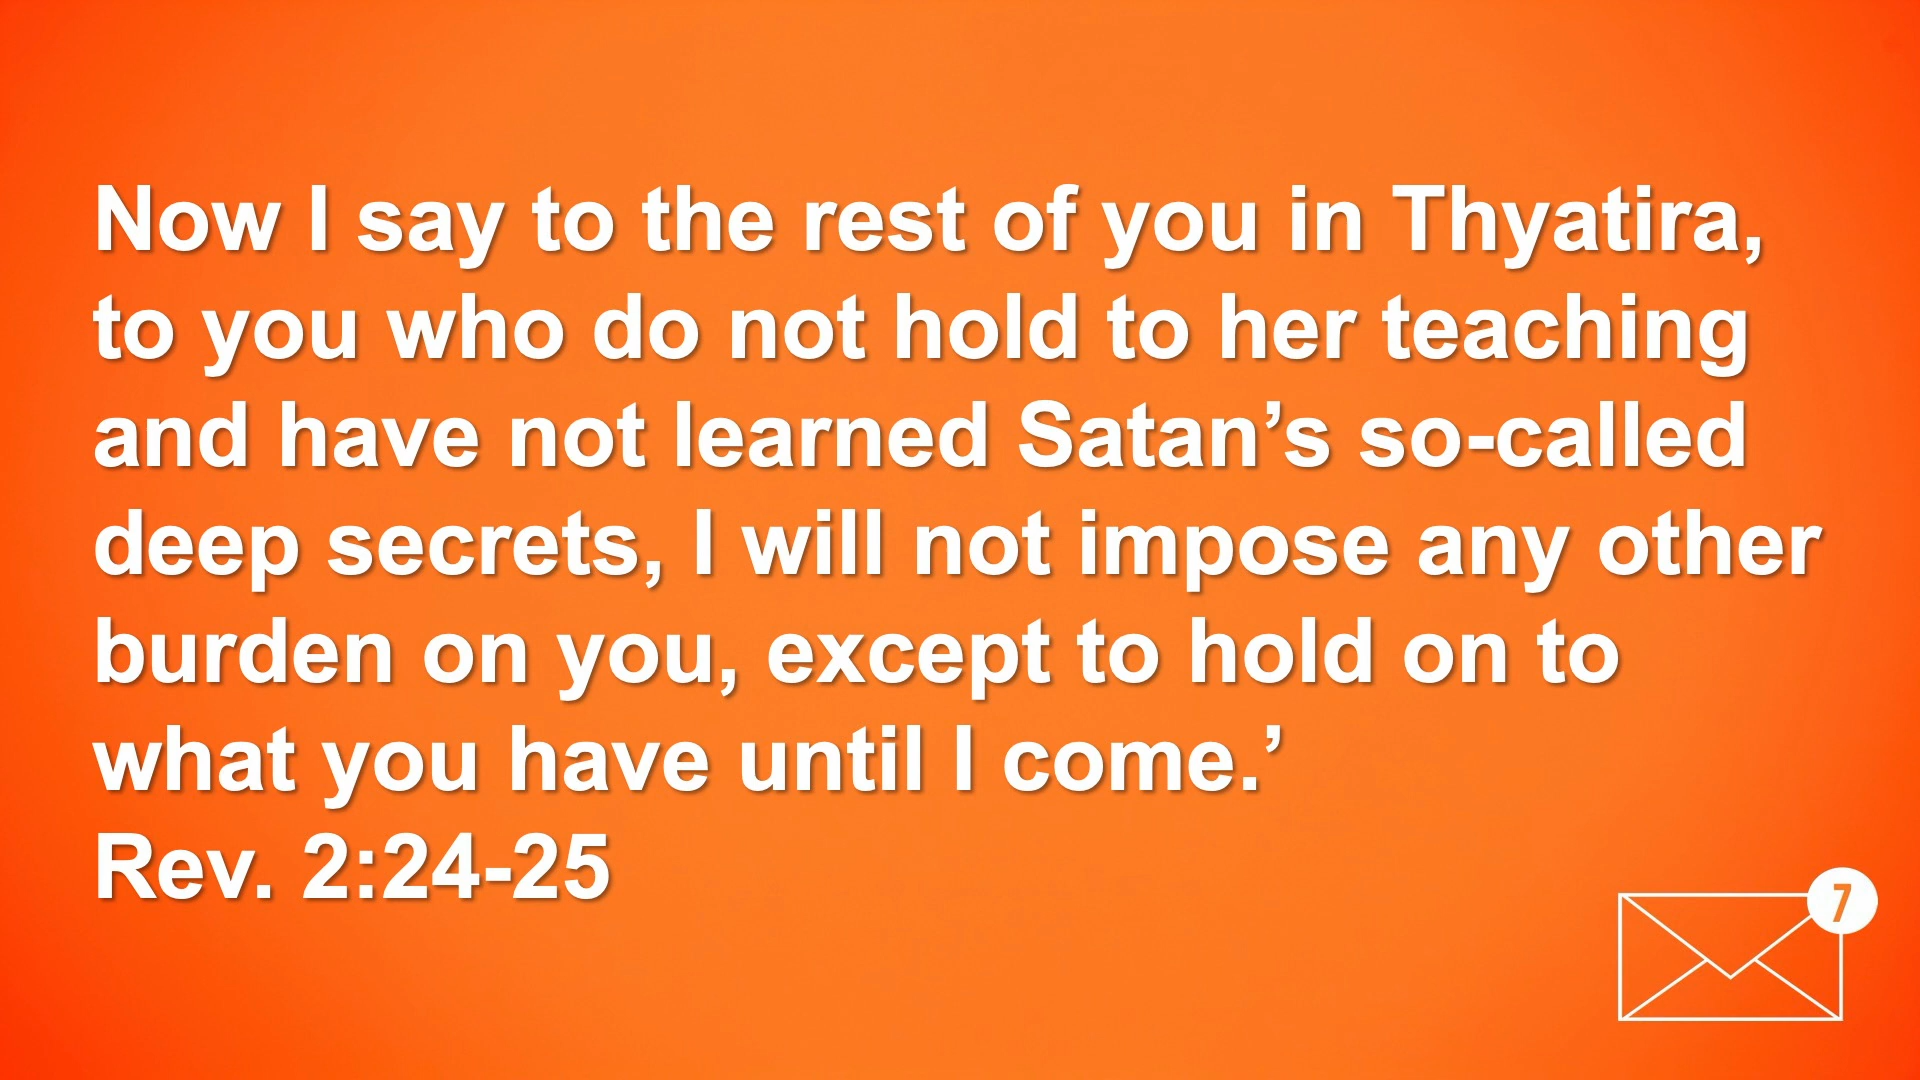 Now I say to the rest of you in Thyatira,
to you who do not hold to her teaching
and have not learned Satan’s so-called
deep secrets, I will not impose any other
burden on you, except to hold on to
what you have until I come.’
Rev. 2:24-25
7